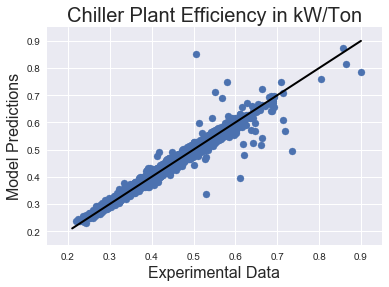 Chiller Plant Efficiency in kW/Ton
0.9
0.8
0.7
0.6
0.5
0.4
0.3
0.2
Model Predictions
0.2 0.3 0.4 0.5 0.6 0.7 0.8 0.9
Experimental Data